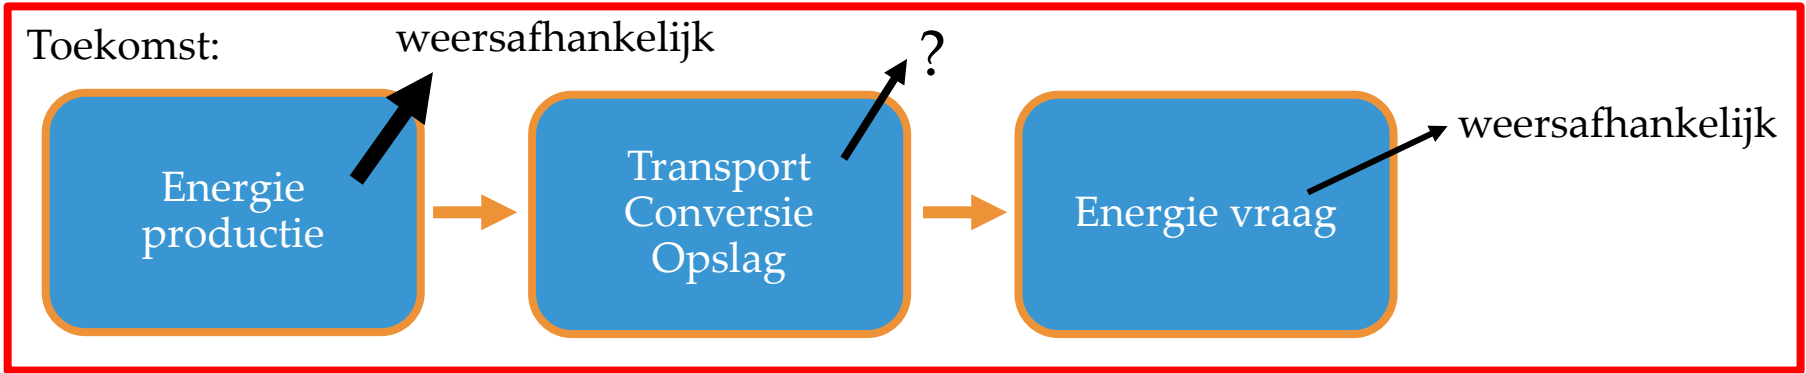 Toekomst:
weersafhankelijk
?
Energie
productie
Transport
Conversie
Opslag
Energie vraag
weersafhankelijk